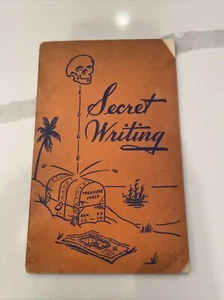 Secret
Writing
TREASURE
CHEST